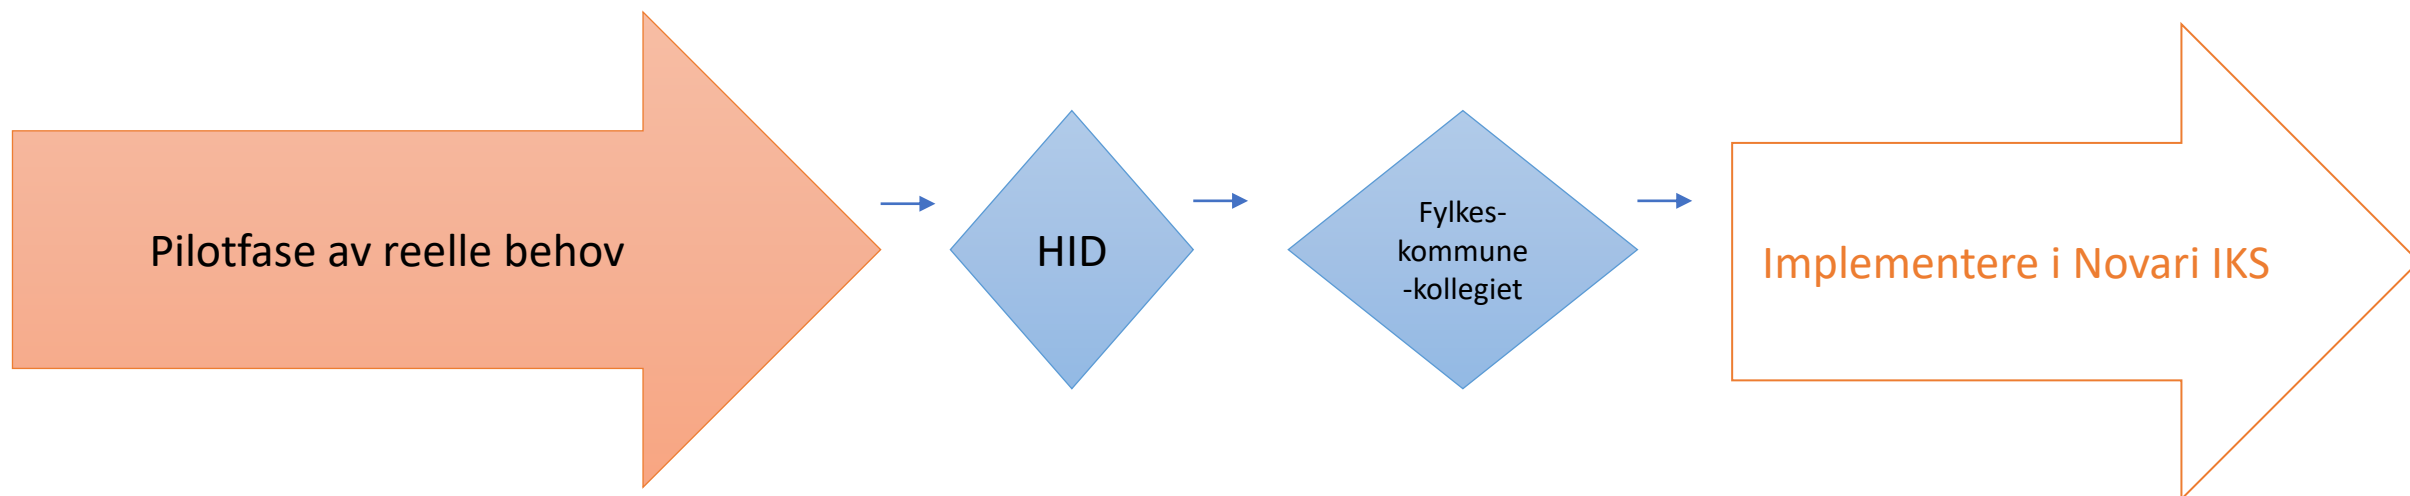 Pilotfase av reelle behov
HID
Fylkes-
kommune
-kollegiet
Implementere i Novari IKS